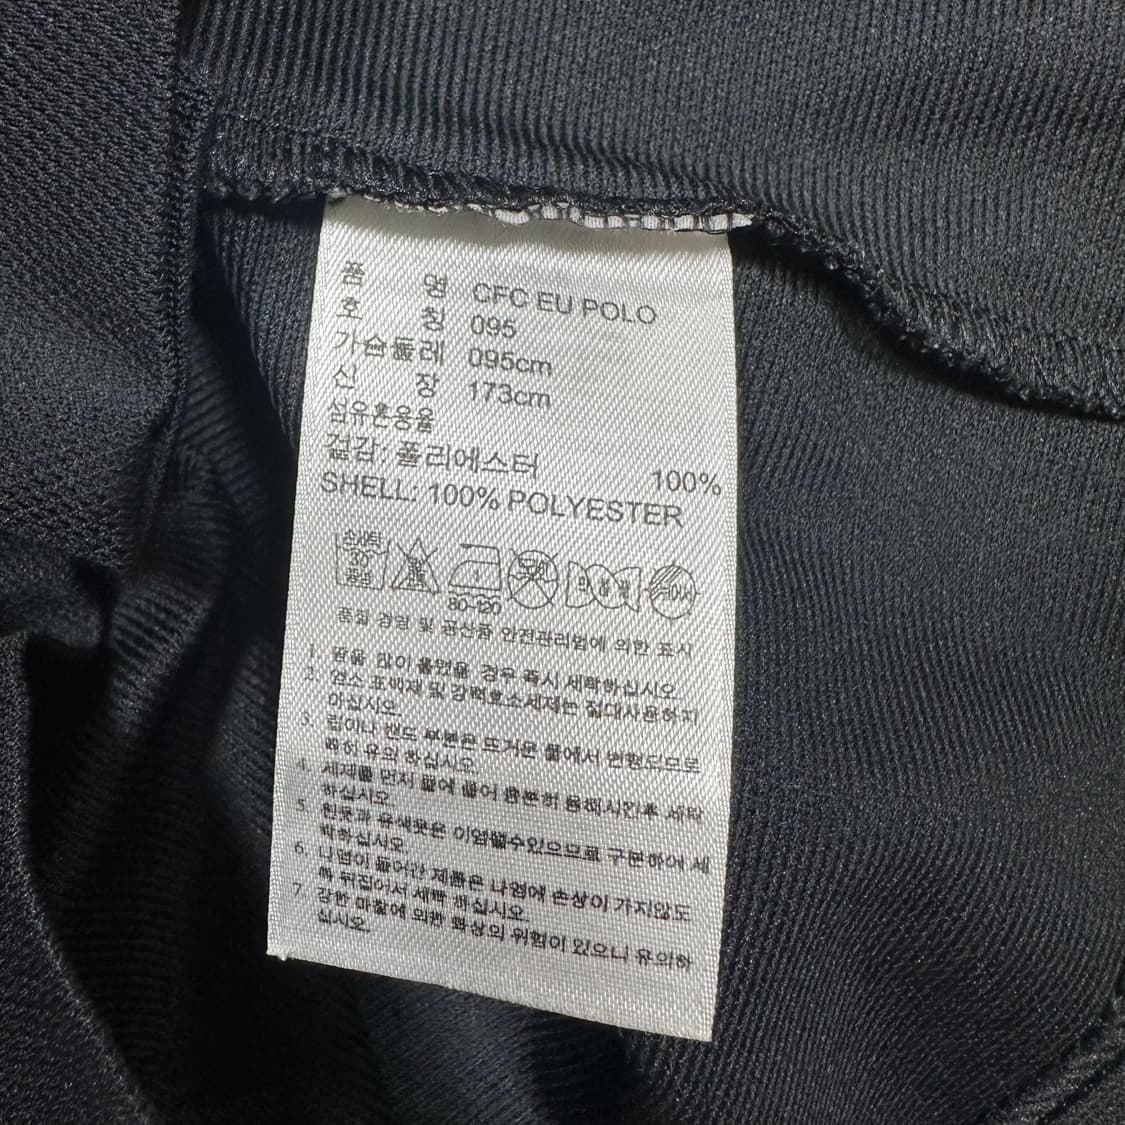 품 명 CFC EU POLO
호 칭 095
가슴둘레 095cm
신 장 173cm
섬유혼용율
겉감: 폴리에스터 100%
SHELL: 100% POLYESTER
손세탁
30°
중성
80-120
품질 경영 및 공산품 안전관리법에 의한 표시
1. 땀을 많이 흘렸을 경우 즉시 세탁하십시오.
2. 염소 표백제 및 강력효소세제는 절대사용하지
마십시오.
3. 립이나 밴드 부분은 뜨거운 물에서 변형되므로
특히 유의 하십시오.
4. 세제를 먼저 물에 풀어 충분히 용해시킨후 세탁
하십시오.
5. 흰옷과 유색옷은 이염될수있으므로 구분하여 세
탁하십시오.
6. 나염이 들어간 제품은 나염에 손상이 가지않도
록 뒤집어서 세탁 하십시오.
7. 강한 마찰에 의한 화상의 위험이 있으니 유의하
십시오.